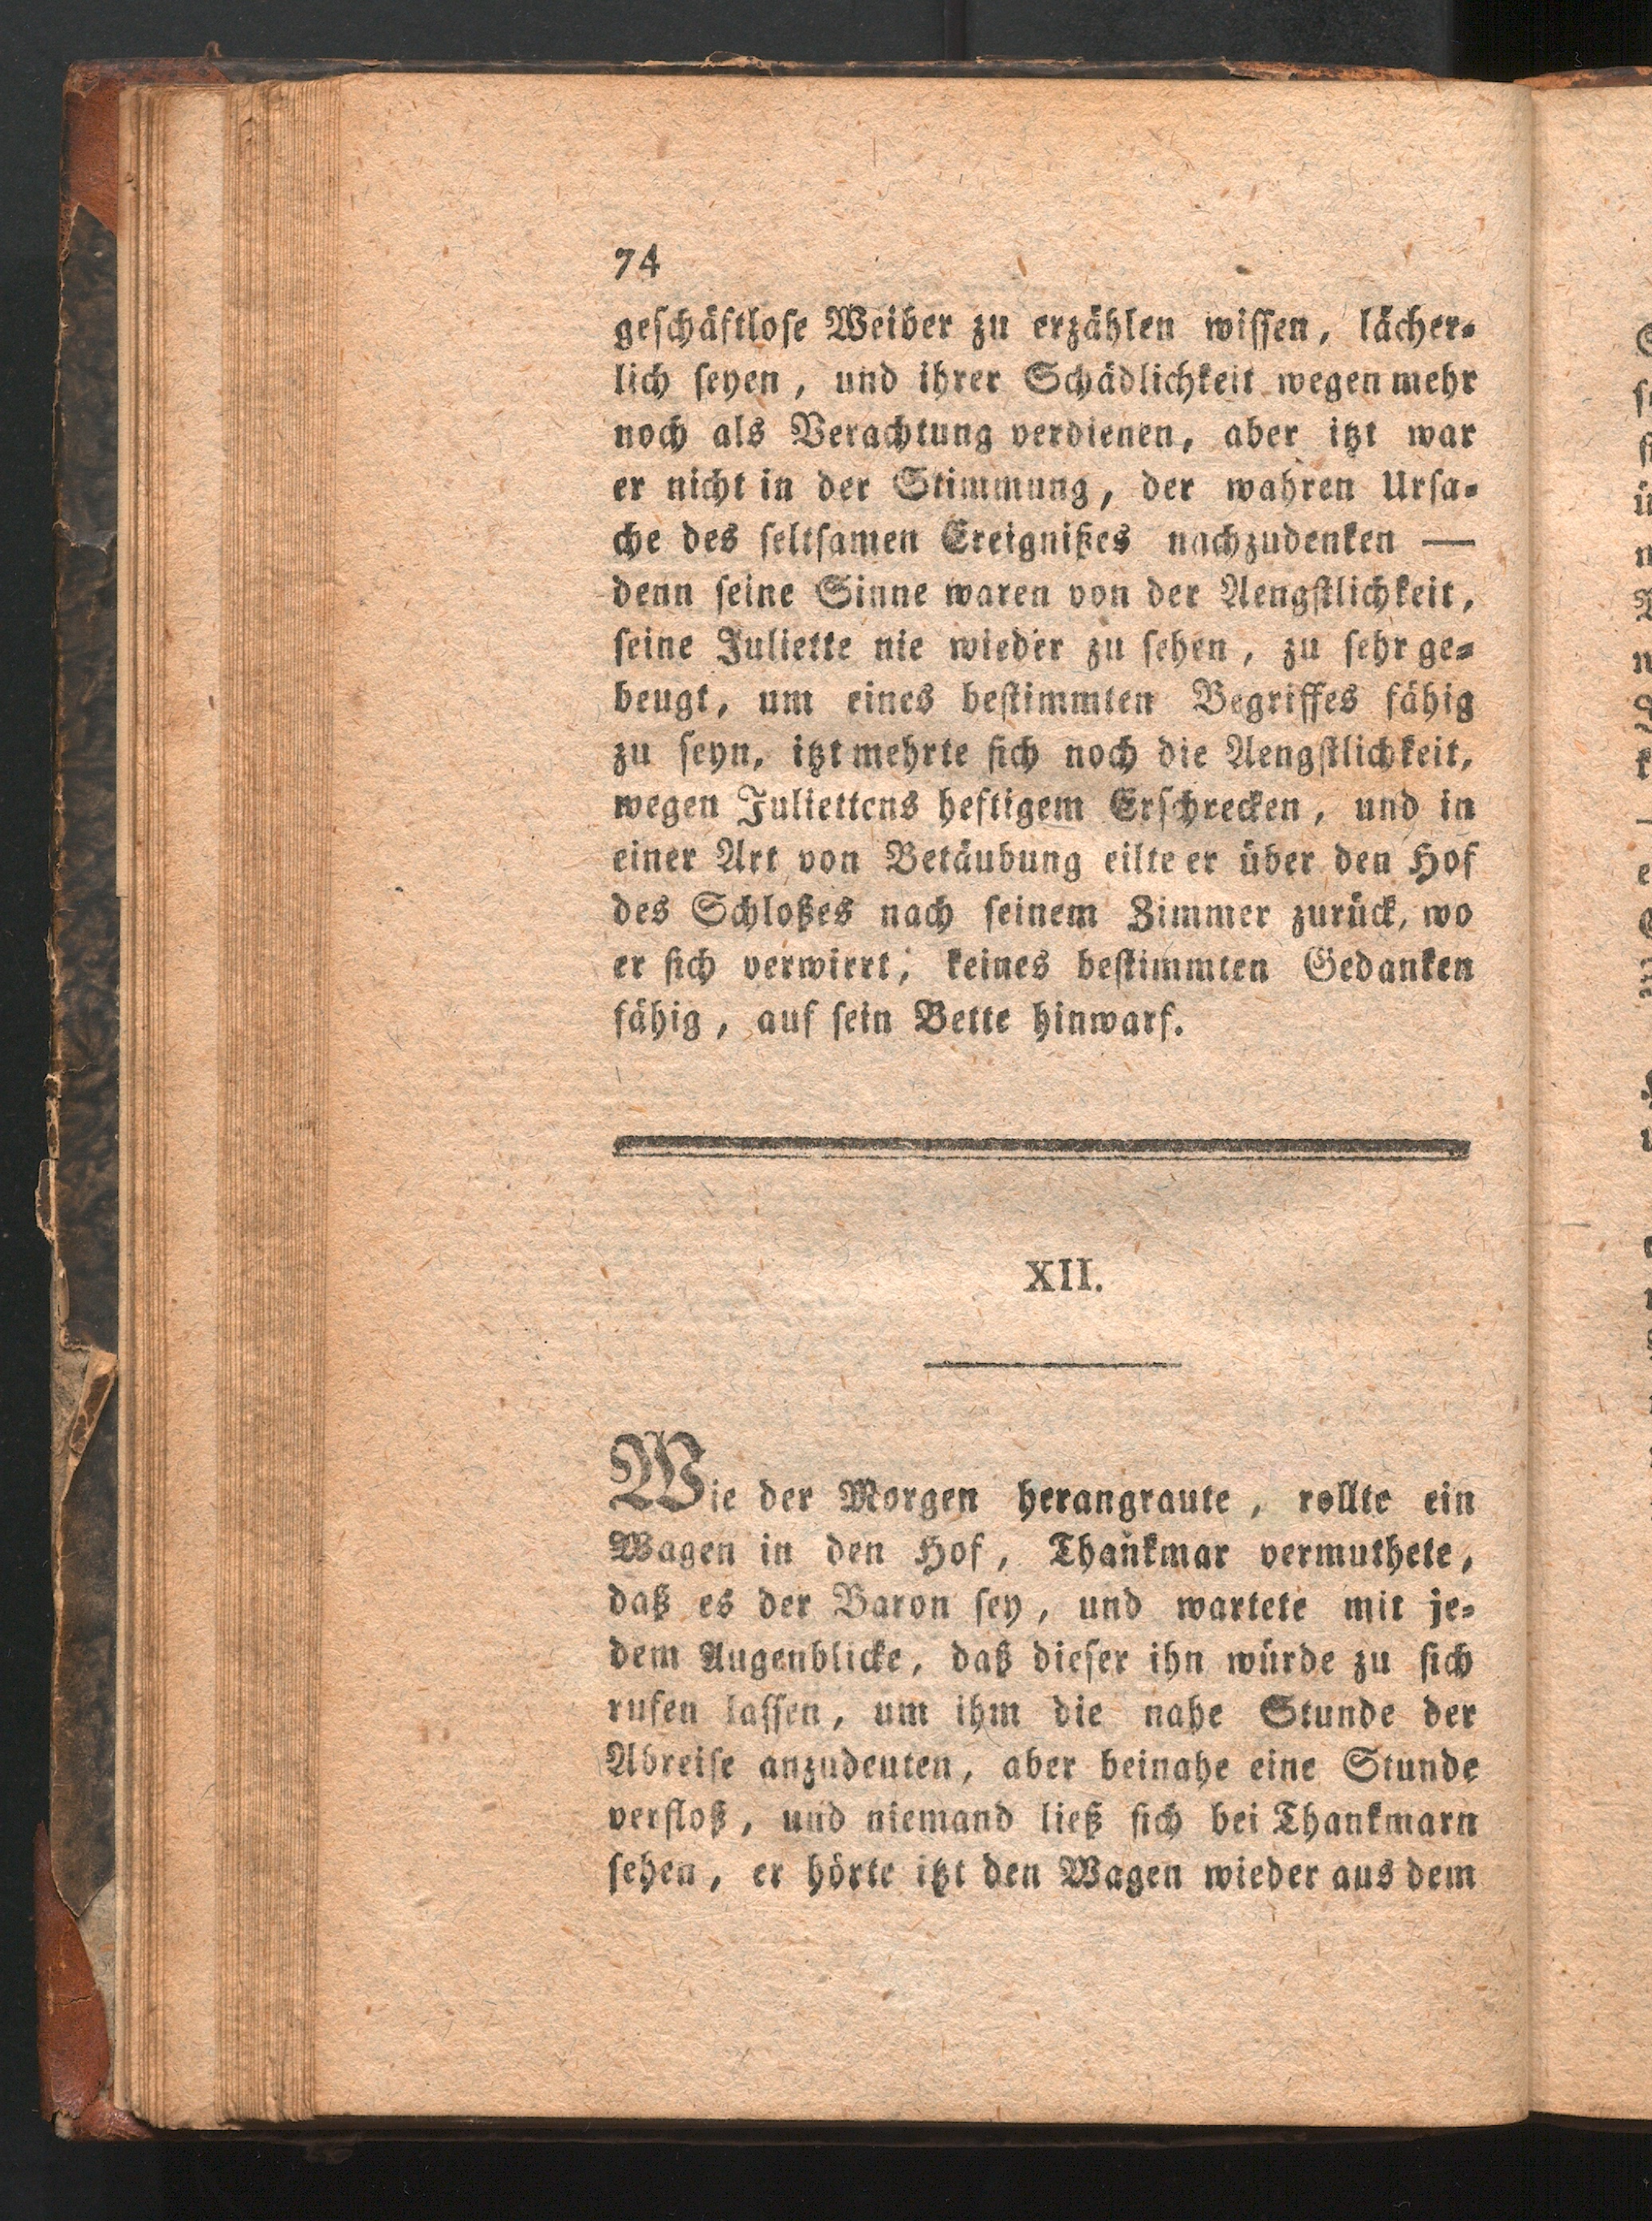 74
geſchäftloſe Weiber zu erzählen wiſſen, lächer⸗
lich ſeyen, und ihrer Schädlichkeit wegen mehr
noch als Verachtung verdienen, aber itzt war
er nicht in der Stimmung, der wahren Urſa⸗
che des ſeltſamen Ereignißes nachzudenken —
denn ſeine Sinne waren von der Aengſtlichkeit,
ſeine Juliette nie wieder zu ſehen, zu ſehr ge⸗
beugt, um eines beſtimmten Begriffes fähig
zu ſeyn, itzt mehrte ſich noch die Aengſtlichkeit,
wegen Juliettens heftigem Erſchrecken, und in
einer Art von Betäubung eilte er über den Hof
des Schloßes nach ſeinem Zimmer zurück, wo
er ſich verwirrt, keines beſtimmten Gedanken
fähig, auf ſein Bette hinwarf.
XII.
Wie der Morgen herangraute, rollte ein
Wagen in den Hof, Thankmar vermuthete,
daß es der Baron ſey, und wartete mit je⸗
dem Augenblicke, daß dieſer ihn würde zu ſich
rufen laſſen, um ihm die nahe Stunde der
Abreiſe anzudeuten, aber beinahe eine Stunde
verfloß, und niemand ließ ſich bei Thankmarn
ſehen, er hörte itzt den Wagen wieder aus dem